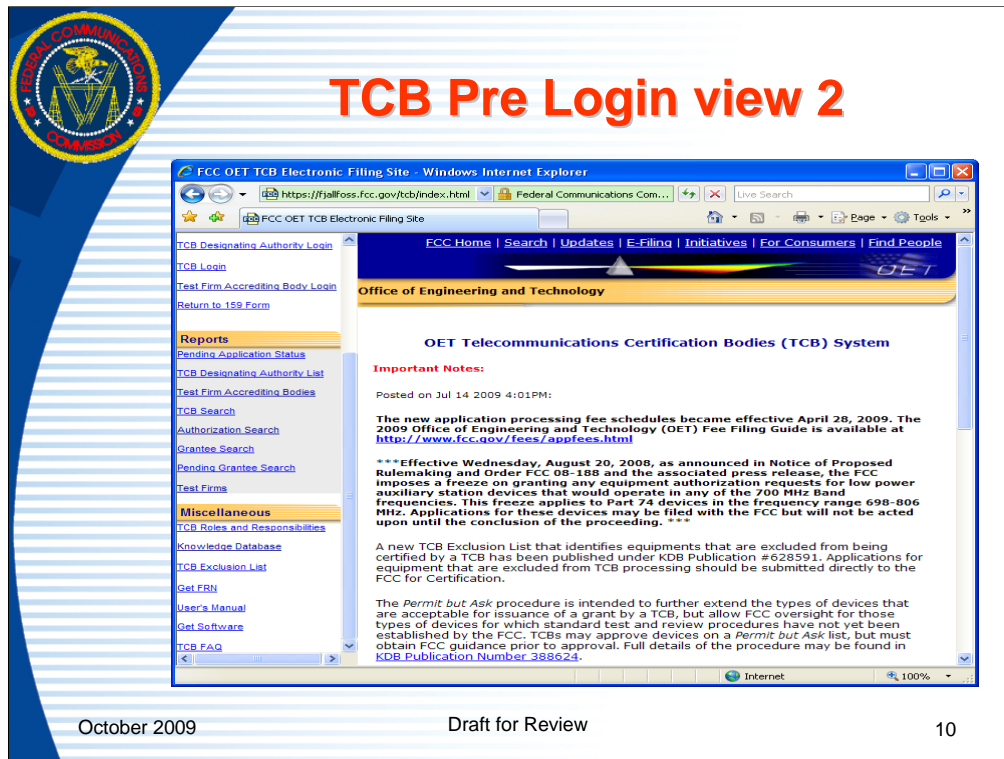 FEDERAL COMMUNICATIONS COMMISSION
TCB Pre Login view 2
FCC OET TCB Electronic Filing Site - Windows Internet Explorer
https://fjallfoss.fcc.gov/tcb/index.html
Federal Communications Com...
Live Search
FCC OET TCB Electronic Filing Site
Page
Tools
TCB Designating Authority Login
TCB Login
Test Firm Accrediting Body Login
Return to 159 Form
Reports
Pending Application Status
TCB Designating Authority List
Test Firm Accrediting Bodies
TCB Search
Authorization Search
Grantee Search
Pending Grantee Search
Test Firms
Miscellaneous
TCB Roles and Responsibilities
Knowledge Database
TCB Exclusion List
Get FRN
User's Manual
Get Software
TCB FAQ
FCC Home | Search | Updates | E-Filing | Initiatives | For Consumers | Find People
OET
Office of Engineering and Technology
OET Telecommunications Certification Bodies (TCB) System
Important Notes:
Posted on Jul 14 2009 4:01PM:
The new application processing fee schedules became effective April 28, 2009. The
2009 Office of Engineering and Technology (OET) Fee Filing Guide is available at
http://www.fcc.gov/fees/appfees.html
***Effective Wednesday, August 20, 2008, as announced in Notice of Proposed
Rulemaking and Order FCC 08-188 and the associated press release, the FCC
imposes a freeze on granting any equipment authorization requests for low power
auxiliary station devices that would operate in any of the 700 MHz Band
frequencies. This freeze applies to Part 74 devices in the frequency range 698-806
MHz. Applications for these devices may be filed with the FCC but will not be acted
upon until the conclusion of the proceeding. ***
A new TCB Exclusion List that identifies equipments that are excluded from being
certified by a TCB has been published under KDB Publication #628591. Applications for
equipment that are excluded from TCB processing should be submitted directly to the
FCC for Certification.
The Permit but Ask procedure is intended to further extend the types of devices that
are acceptable for issuance of a grant by a TCB, but allow FCC oversight for those
types of devices for which standard test and review procedures have not yet been
established by the FCC. TCBs may approve devices on a Permit but Ask list, but must
obtain FCC guidance prior to approval. Full details of the procedure may be found in
KDB Publication Number 388624.
Internet
100%
October 2009
Draft for Review
10